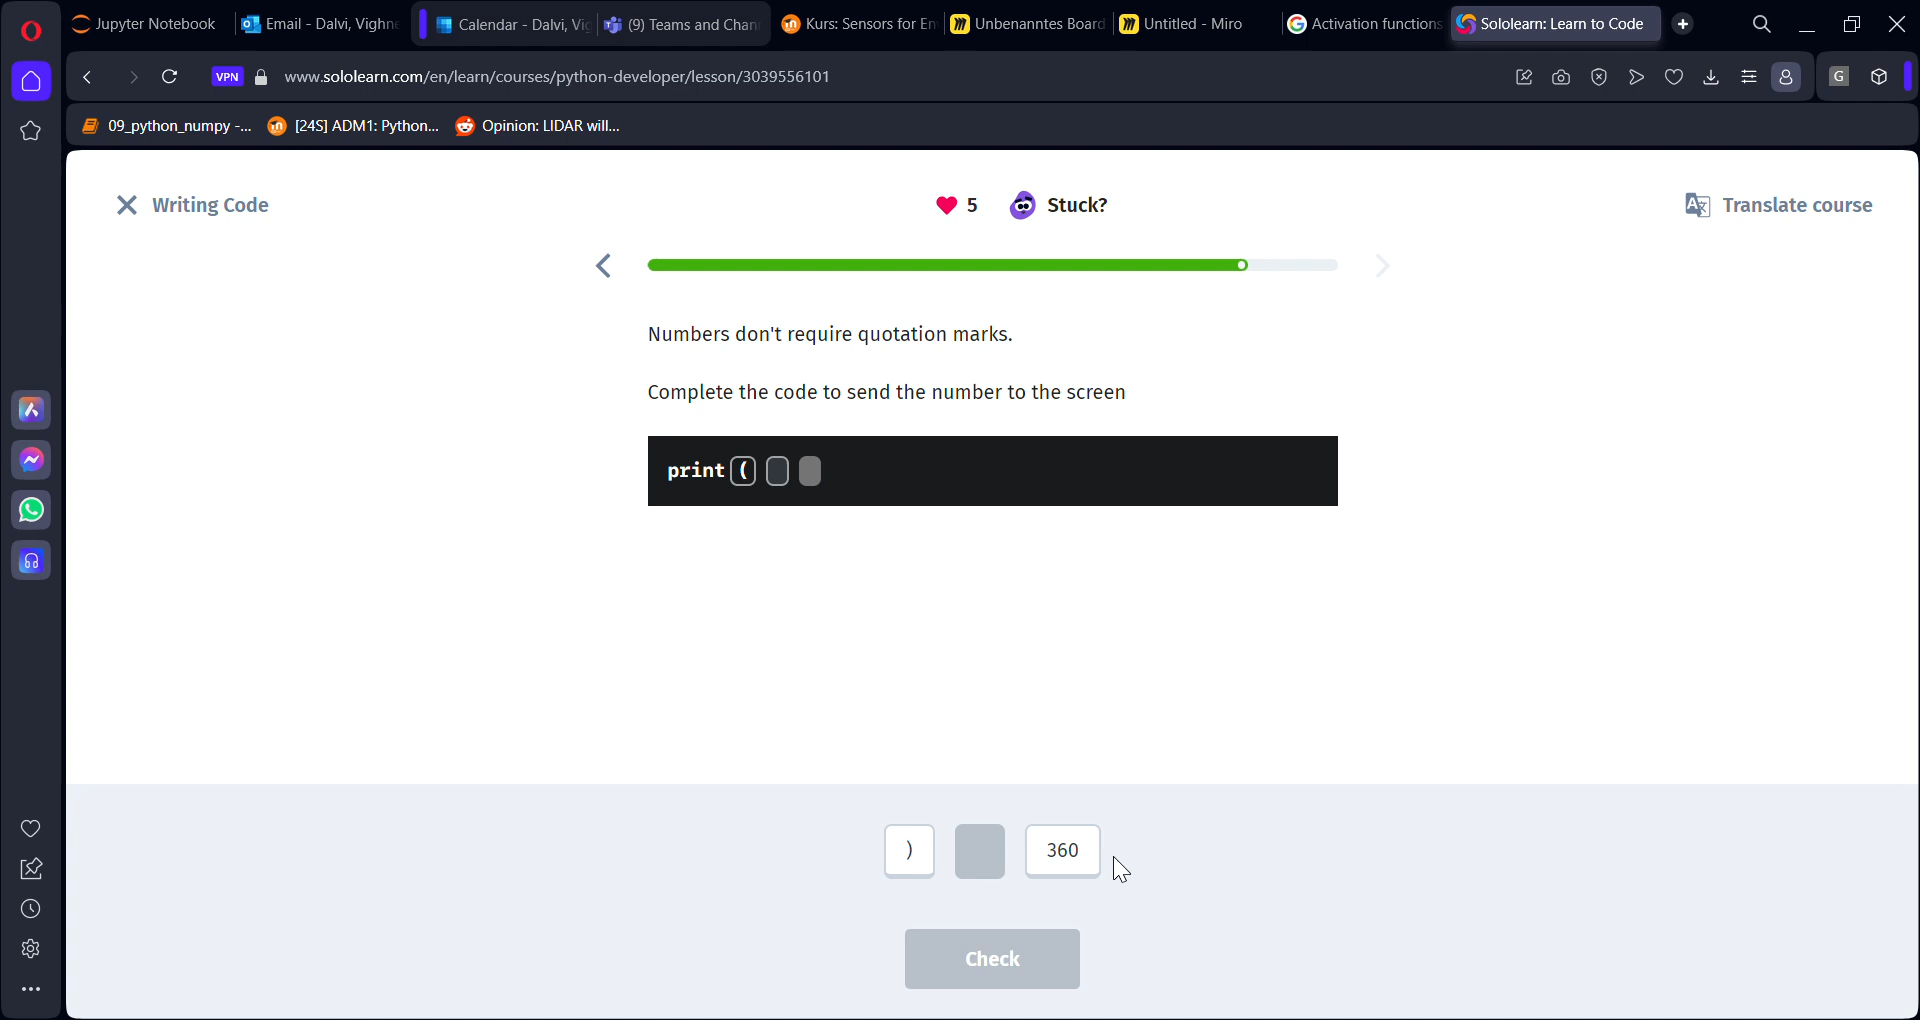 Jupyter Notebook
Email - Dalvi, Vighne
Calendar - Dalvi, Vig
(9) Teams and Chan
Kurs: Sensors for En
Unbenanntes Board
Untitled - Miro
Activation functions
Sololearn: Learn to Code
VPN
www.sololearn.com/en/learn/courses/python-developer/lesson/3039556101
G
09_python_numpy -...
[24S] ADM1: Python...
Opinion: LIDAR will...
Writing Code
5
Stuck?
Translate course
Numbers don't require quotation marks.
Complete the code to send the number to the screen
print (
)
360
Check